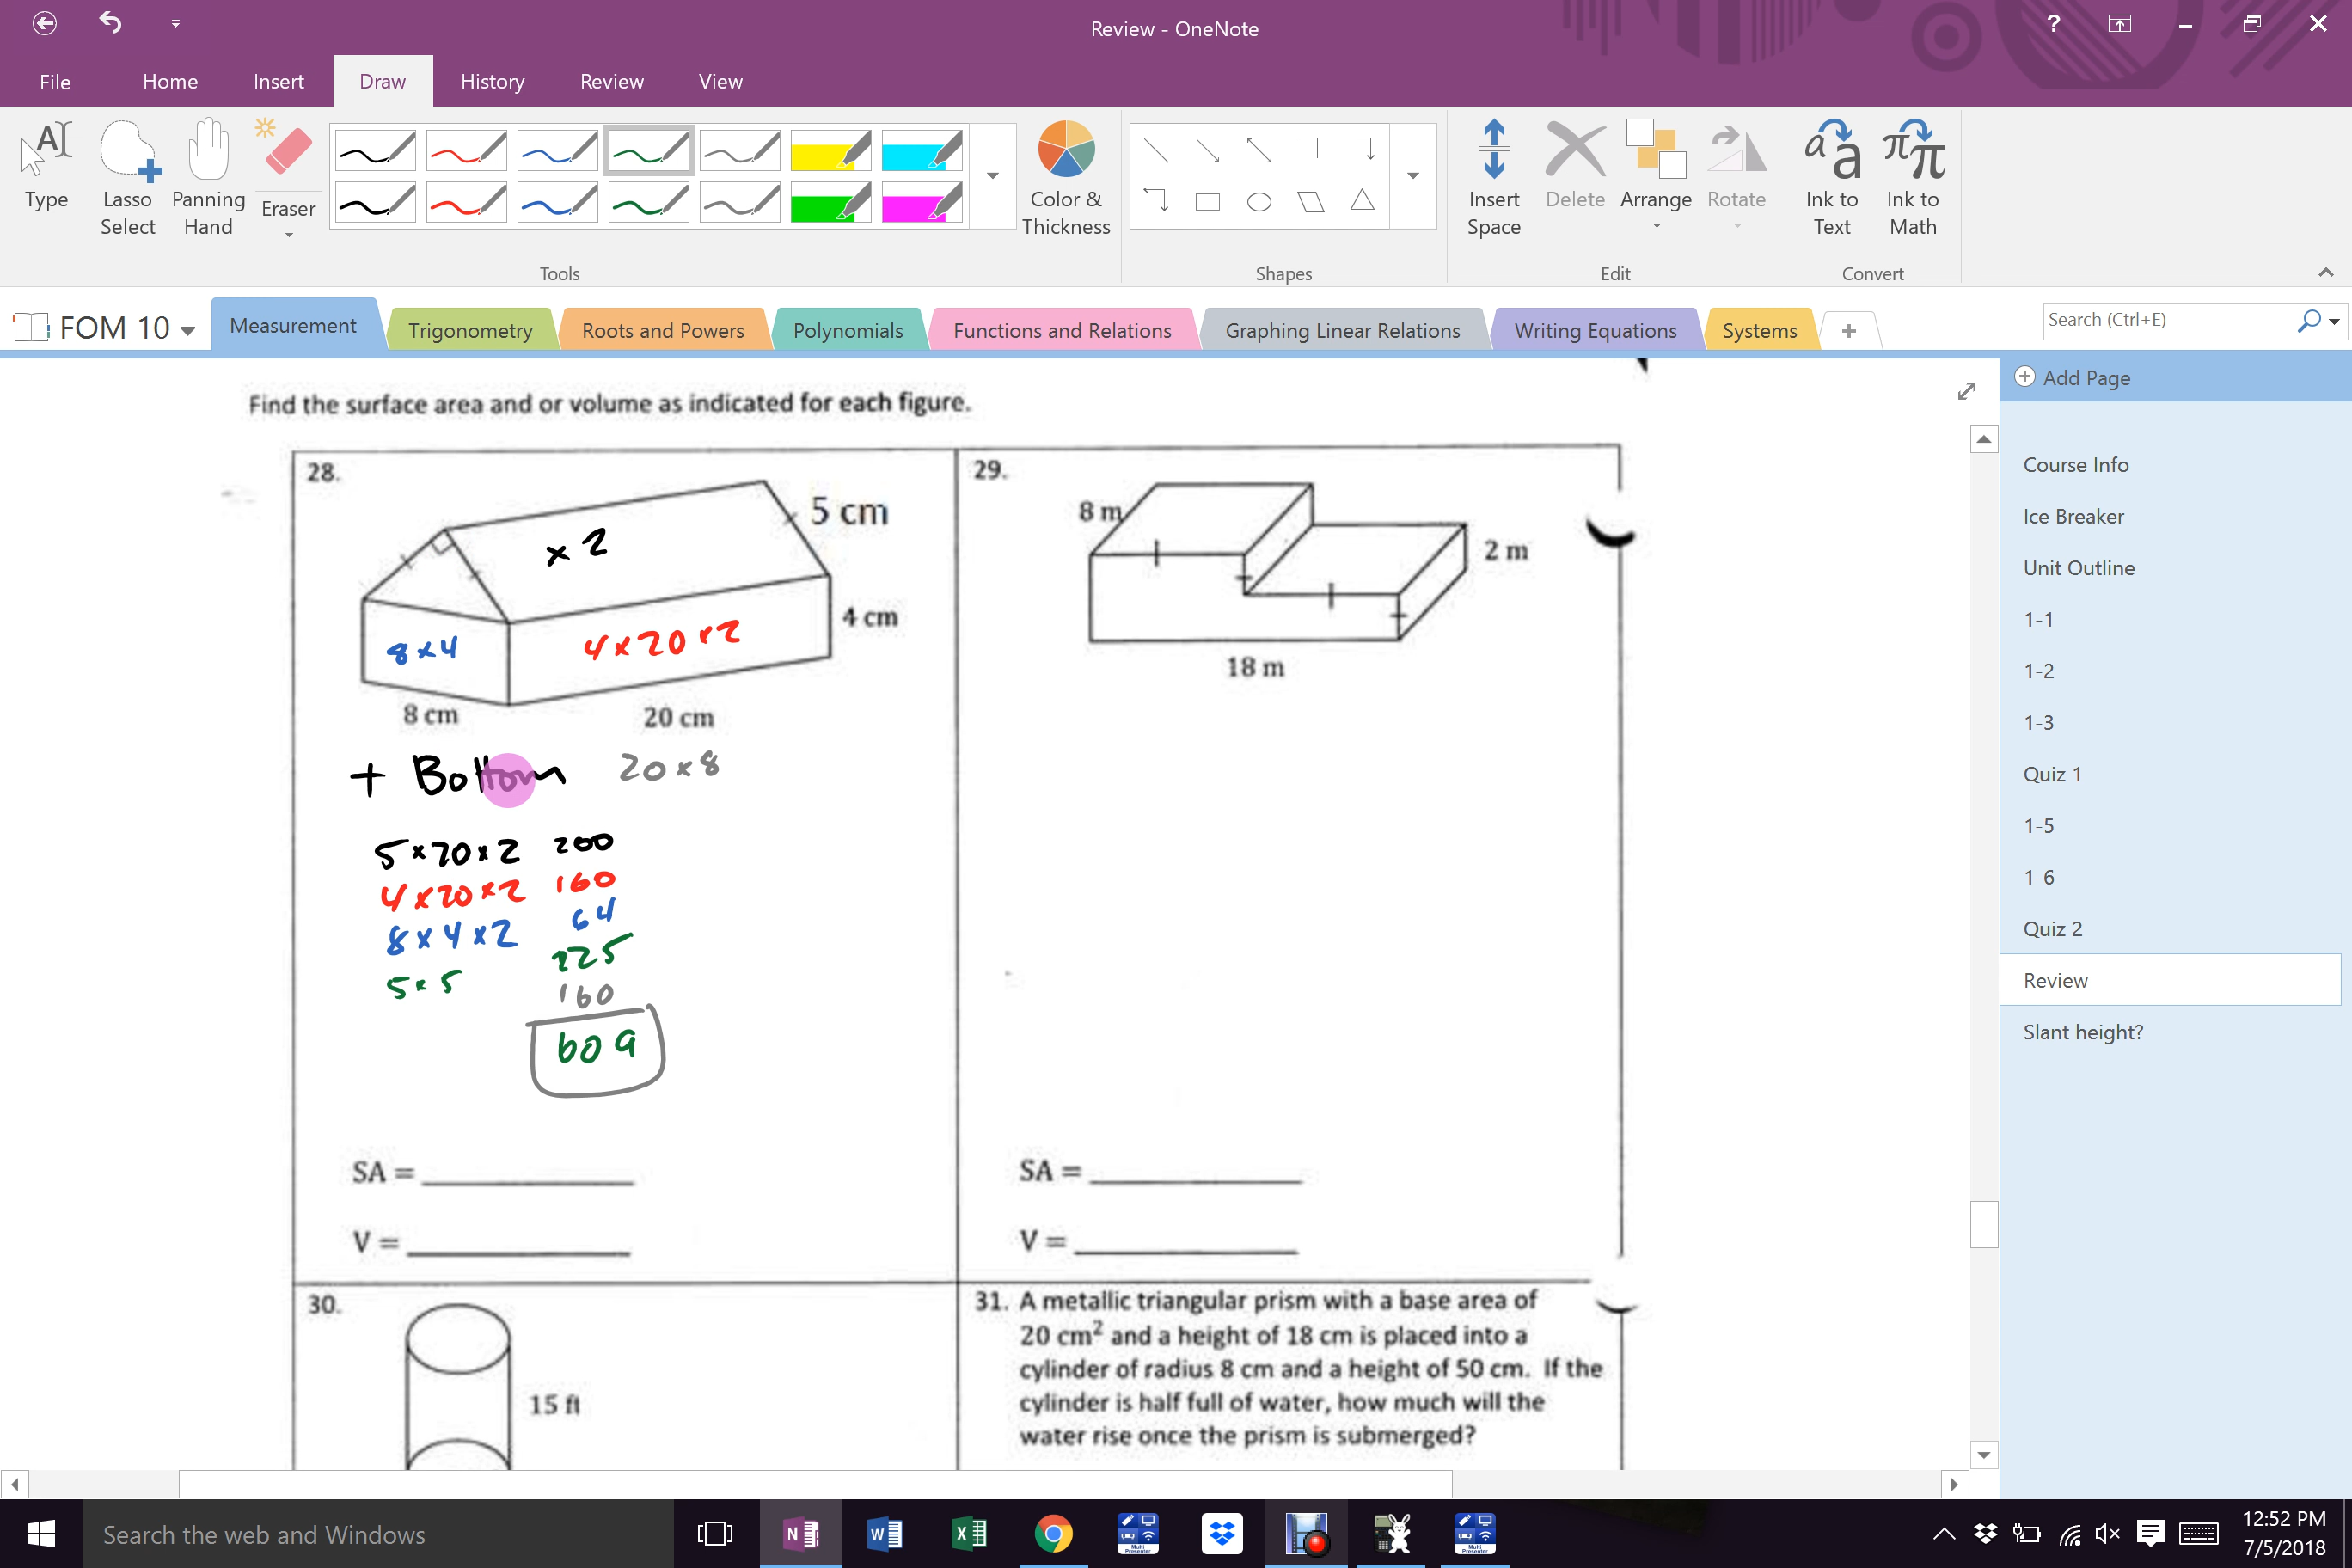 Review - OneNote
?
File Home Insert Draw History Review View
Type
Lasso Select
Panning Hand
Eraser
Color & Thickness
Insert Space
Delete
Arrange
Rotate
Ink to Text
Ink to Math
Tools
Shapes
Edit
Convert
FOM 10
Measurement
Trigonometry
Roots and Powers
Polynomials
Functions and Relations
Graphing Linear Relations
Writing Equations
Systems
+
Search (Ctrl+E)
Add Page
Course Info
Ice Breaker
Unit Outline
1-1
1-2
1-3
Quiz 1
1-5
1-6
Quiz 2
Review
Slant height?
Find the surface area and or volume as indicated for each figure.
28.
5 cm
× 2
4 cm
8 × 4
4 × 20 × 2
8 cm
20 cm
+ Bottom 20 × 8
5 × 20 × 2 200
4 × 20 × 2 160
8 × 4 × 2 64
5 × 5 225
160
609
SA =
V =
29.
8 m
2 m
18 m
SA =
V =
30.
15 ft
31. A metallic triangular prism with a base area of
20 cm² and a height of 18 cm is placed into a
cylinder of radius 8 cm and a height of 50 cm. If the
cylinder is half full of water, how much will the
water rise once the prism is submerged?
Search the web and Windows
12:52 PM
7/5/2018